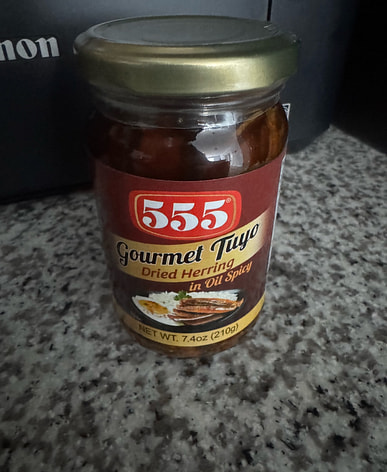 non
555®
Gourmet Tuyo
Dried Herring
in Oil Spicy
NET WT. 7.4oz (210g)